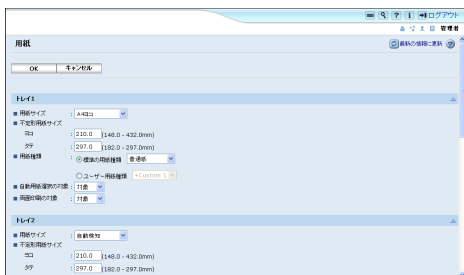 ログアウト
管理者
用紙
最新の情報に更新
OK キャンセル
トレイ1
■ 用紙サイズ : A4ヨコ
■ 不定形用紙サイズ
ヨコ : 210.0 (148.0 - 432.0mm)
タテ : 297.0 (182.0 - 297.0mm)
■ 用紙種類 : 標準の用紙種類 普通紙
ユーザー用紙種類 +Custom 1
■ 自動用紙選択の対象 : 対象
■ 両面印刷の対象 : 対象
トレイ2
■ 用紙サイズ : 自動検知
■ 不定形用紙サイズ
ヨコ : 210.0 (148.0 - 432.0mm)
タテ : 297.0 (182.0 - 297.0mm)